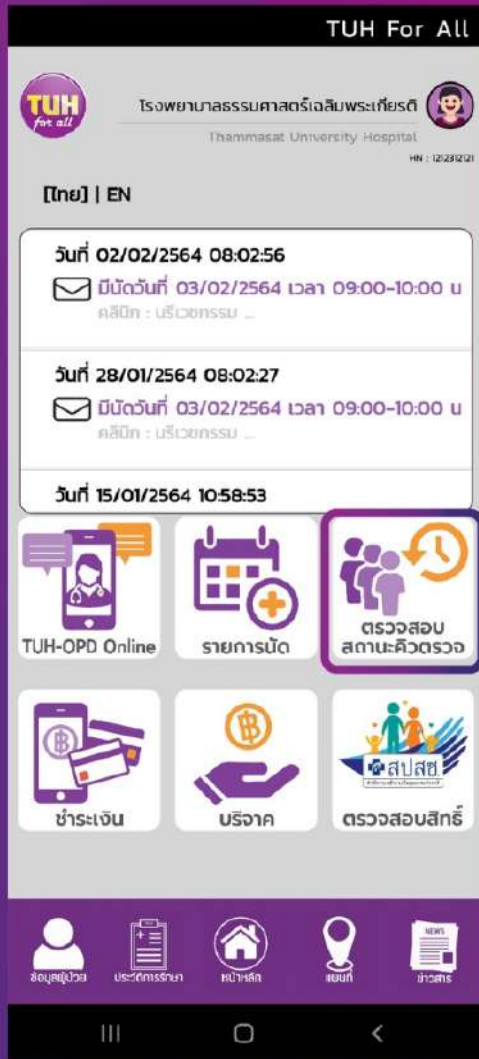 TUH For All
TUH
for all
โรงพยาบาลธรรมศาสตร์เฉลิมพระเกียรติ
Thammasat University Hospital
HN : 1212312121
[ไทย] | EN
วันที่ 02/02/2564 08:02:56
มีนัดวันที่ 03/02/2564 เวลา 09:00-10:00 น
คลินิก : นรีเวชกรรม ...
วันที่ 28/01/2564 08:02:27
มีนัดวันที่ 03/02/2564 เวลา 09:00-10:00 น
คลินิก : นรีเวชกรรม ...
วันที่ 15/01/2564 10:58:53
TUH-OPD Online
รายการนัด
ตรวจสอบ
สถานะคิวตรวจ
ชำระเงิน
บริจาค
สปสช
ตรวจสอบสิทธิ์
ข้อมูลผู้ป่วย
ประวัติการรักษา
หน้าหลัก
แผนที่
NEWS
ข่าวสาร